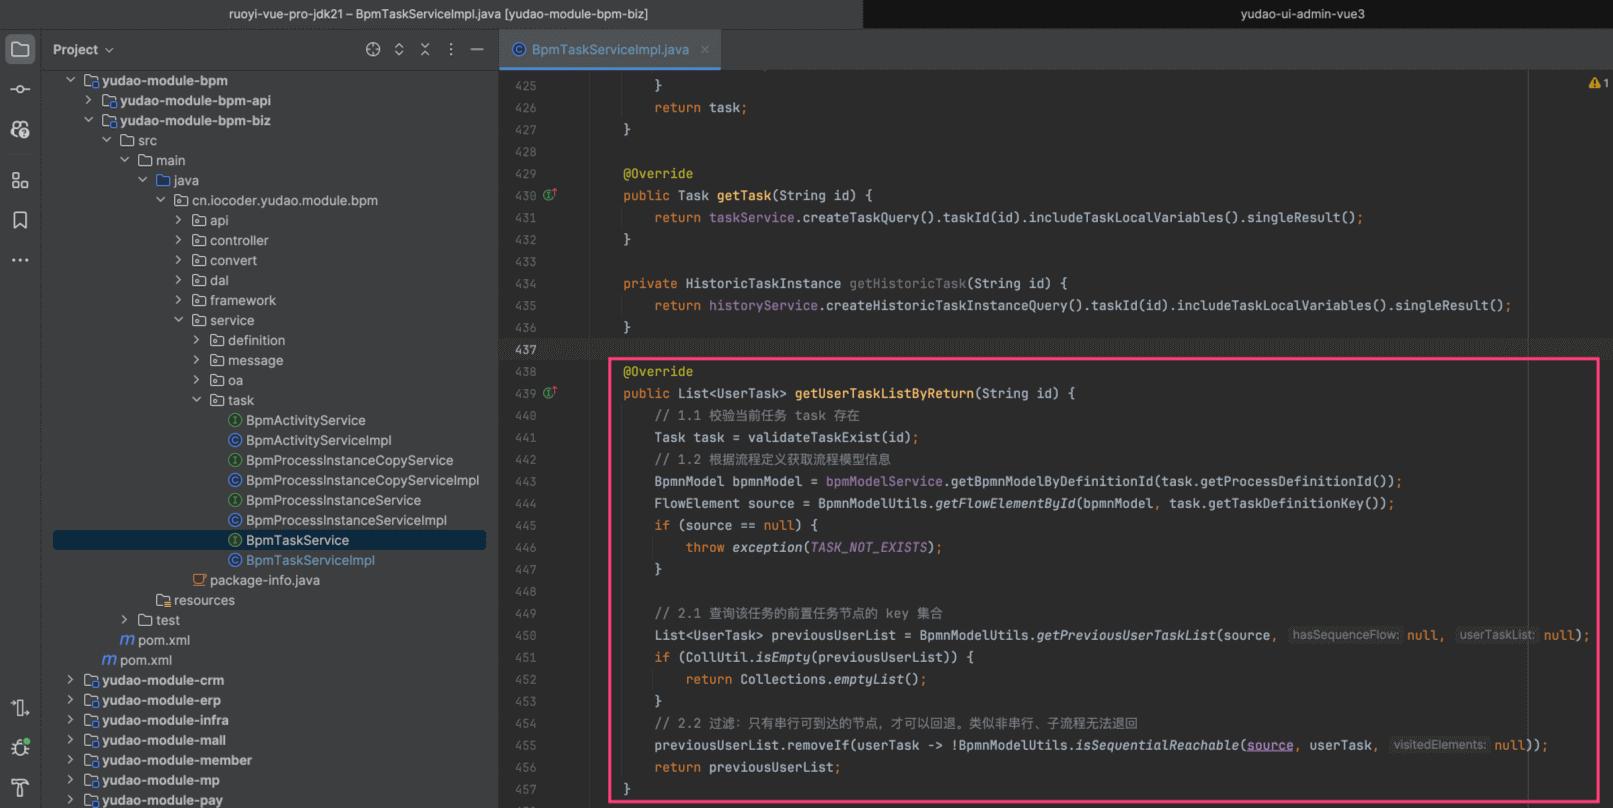 ruoyi-vue-pro-jdk21 – BpmTaskServiceImpl.java [yudao-module-bpm-biz]
yudao-ui-admin-vue3
Project
BpmTaskServiceImpl.java
yudao-module-bpm
yudao-module-bpm-api
yudao-module-bpm-biz
src
main
java
cn.iocoder.yudao.module.bpm
api
controller
convert
dal
framework
service
definition
message
oa
task
BpmActivityService
BpmActivityServiceImpl
BpmProcessInstanceCopyService
BpmProcessInstanceCopyServiceImpl
BpmProcessInstanceService
BpmProcessInstanceServiceImpl
BpmTaskService
BpmTaskServiceImpl
package-info.java
resources
test
pom.xml
pom.xml
yudao-module-crm
yudao-module-erp
yudao-module-infra
yudao-module-mall
yudao-module-member
yudao-module-mp
yudao-module-pay
1
425 }
426 return task;
427 }
428
429 @Override
430 public Task getTask(String id) {
431 return taskService.createTaskQuery().taskId(id).includeTaskLocalVariables().singleResult();
432 }
433
434 private HistoricTaskInstance getHistoricTask(String id) {
435 return historyService.createHistoricTaskInstanceQuery().taskId(id).includeTaskLocalVariables().singleResult();
436 }
437
438 @Override
439 public List<UserTask> getUserTaskListByReturn(String id) {
440 // 1.1 校验当前任务 task 存在
441 Task task = validateTaskExist(id);
442 // 1.2 根据流程定义获取流程模型信息
443 BpmnModel bpmnModel = bpmModelService.getBpmnModelByDefinitionId(task.getProcessDefinitionId());
444 FlowElement source = BpmnModelUtils.getFlowElementById(bpmnModel, task.getTaskDefinitionKey());
445 if (source == null) {
446 throw exception(TASK_NOT_EXISTS);
447 }
448
449 // 2.1 查询该任务的前置任务节点的 key 集合
450 List<UserTask> previousUserList = BpmnModelUtils.getPreviousUserTaskList(source, hasSequenceFlow: null, userTaskList: null);
451 if (CollUtil.isEmpty(previousUserList)) {
452 return Collections.emptyList();
453 }
454 // 2.2 过滤：只有串行可到达的节点，才可以回退。类似非串行、子流程无法退回
455 previousUserList.removeIf(userTask -> !BpmnModelUtils.isSequentialReachable(source, userTask, visitedElements: null));
456 return previousUserList;
457 }